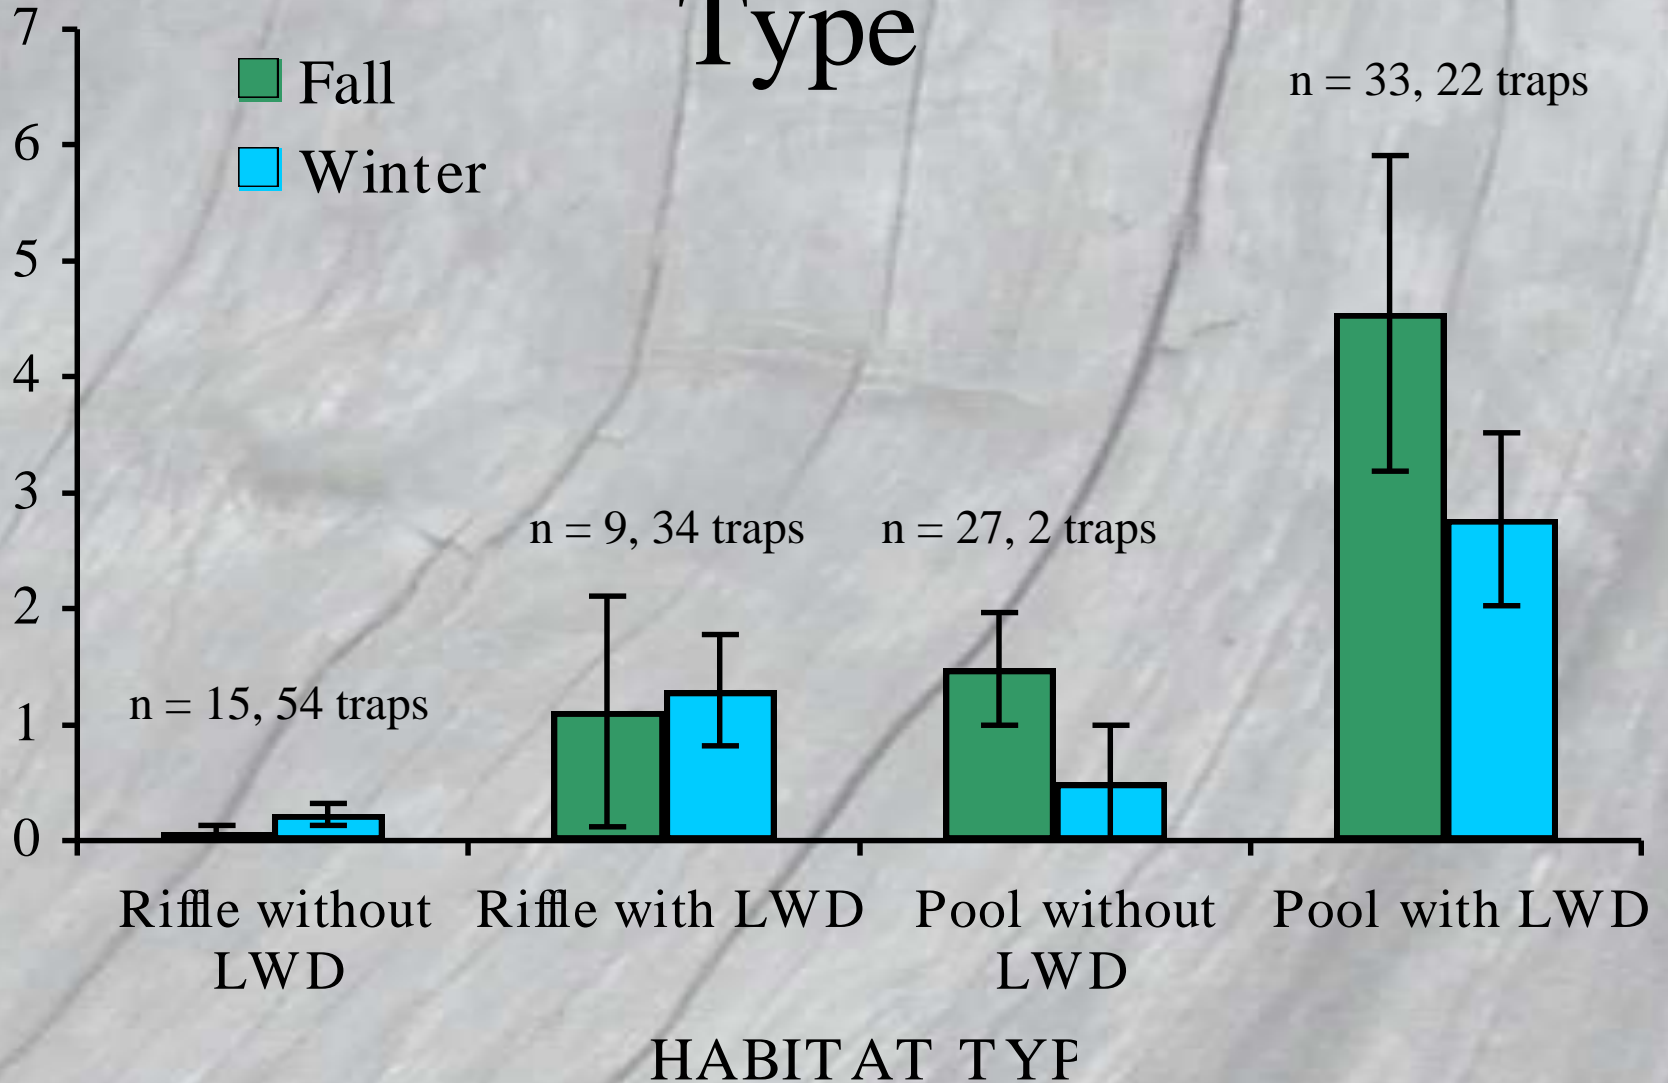 Type
7
6
5
4
3
2
1
0
Fall
Winter
n = 33, 22 traps
n = 9, 34 traps
n = 27, 2 traps
n = 15, 54 traps
Riffle without
LWD
Riffle with LWD
Pool without
LWD
Pool with LWD
HABITAT TYP